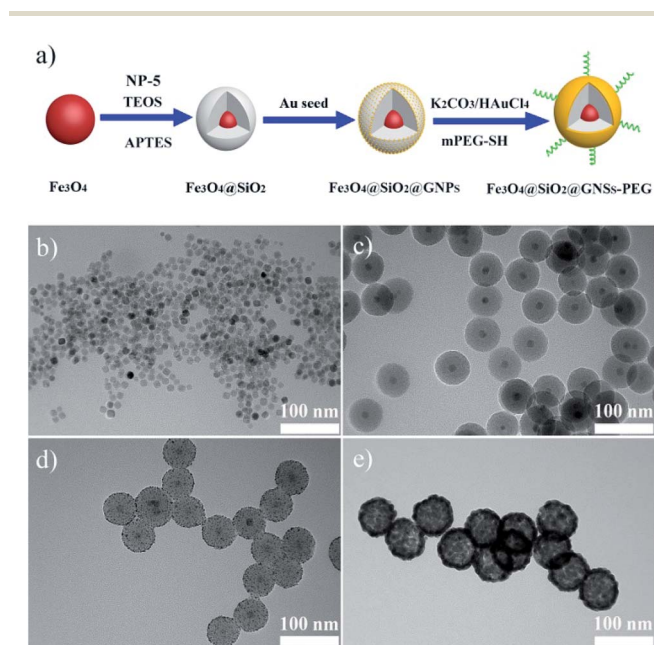 a)
NP-5
TEOS
APTES
Au seed
K₂CO₃/HAuCl₄
mPEG-SH
Fe₃O₄
Fe₃O₄@SiO₂
Fe₃O₄@SiO₂@GNPs
Fe₃O₄@SiO₂@GNSs-PEG
b)
100 nm
c)
100 nm
d)
100 nm
e)
100 nm